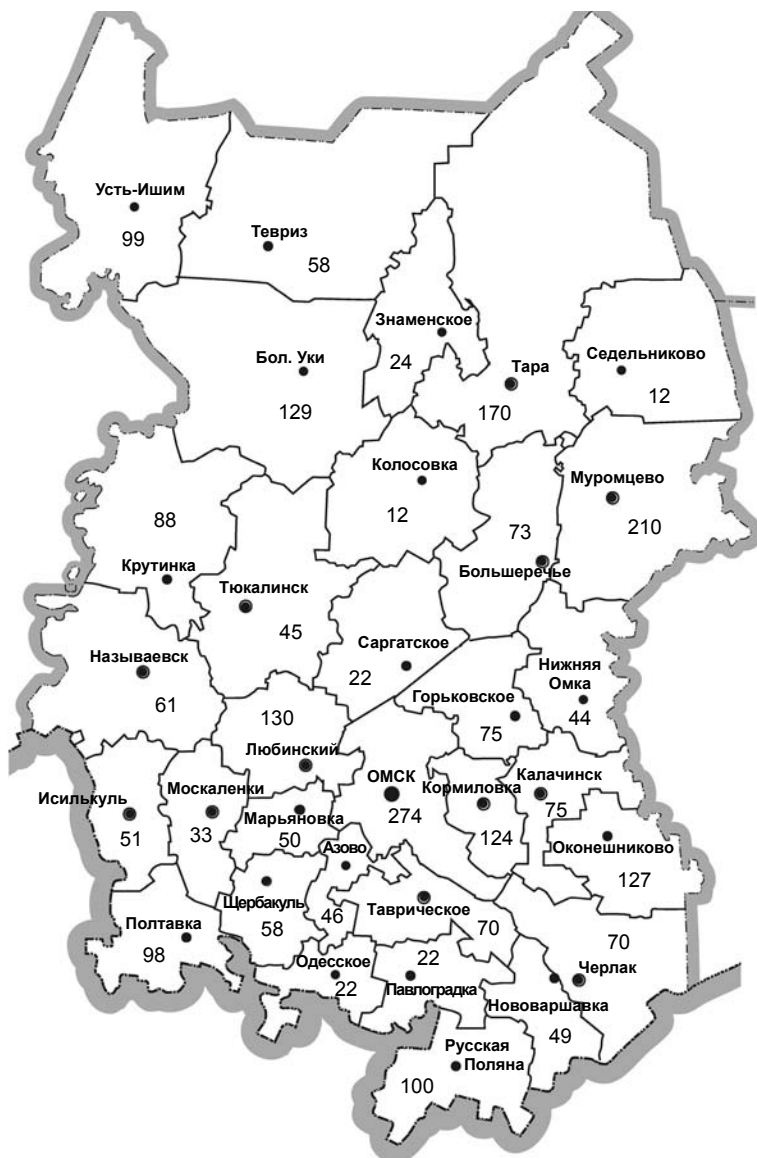 Усть-Ишим
99
Тевриз
58
Знаменское
24
Бол. Уки
129
Тара
170
Седельниково
12
Колосовка
12
Муромцево
210
88
Крутинка
73
Большеречье
Тюкалинск
45
Саргатское
22
Называевск
61
Нижняя
Омка
44
Горьковское
75
130
Любинский
ОМСК
274
Кормиловка
124
Калачинск
75
Исилькуль
51
Москаленки
33
Марьяновка
50
Оконешниково
127
Азово
46
Щербакуль
58
Таврическое
70
Полтавка
98
70
Черлак
Одесское
22
22
Павлоградка
Нововаршавка
49
Русская
Поляна
100